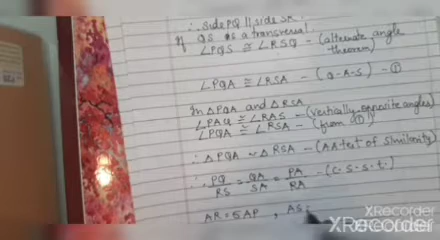 ∴ side PQ || side SR
If QS is a transversal
∠PQS ≅ ∠RSQ - (alternate angle theorem)
∠PQA ≅ ∠RSA - (Q-A-S) - ①
In △PQA and △RSA
∠PAQ ≅ ∠RAS - (vertically opposite angles)
∠PQA ≅ ∠RSA - (from ①)
∴ △PQA ~ △RSA - (AA test of similarity)
∴ PQ/RS = QA/SA = PA/RA - (c.s.s.t.)
AR = 5AP , AS =
XRecorder
XRecorder